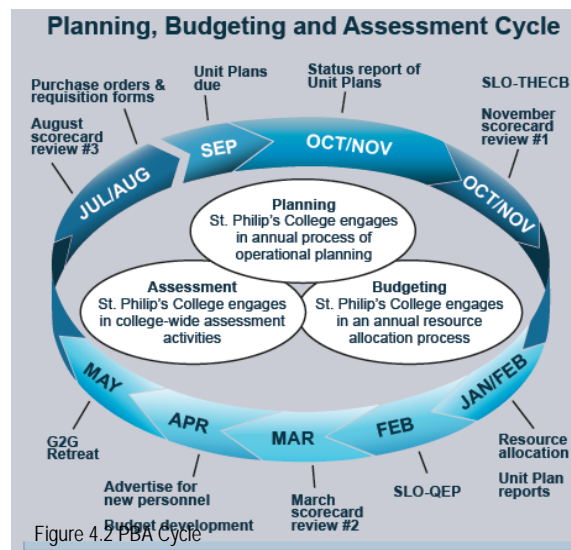 Planning, Budgeting and Assessment Cycle
Purchase orders &
requisition forms
Unit Plans
due
Status report of
Unit Plans
SLO-THECB
August
scorecard
review #3
November
scorecard
review #1
JUL/AUG
SEP
OCT/NOV
OCT/NOV
Planning
St. Philip's College engages
in annual process of
operational planning
Assessment
St. Philip's College engages
in college-wide assessment
activities
Budgeting
St. Philip's College engages
in an annual resource
allocation process
MAY
APR
MAR
FEB
JAN/FEB
G2G
Retreat
Advertise for
new personnel
Budget development
March
scorecard
review #2
SLO-QEP
Resource
allocation
Unit Plan
reports
Figure 4.2 PBA Cycle